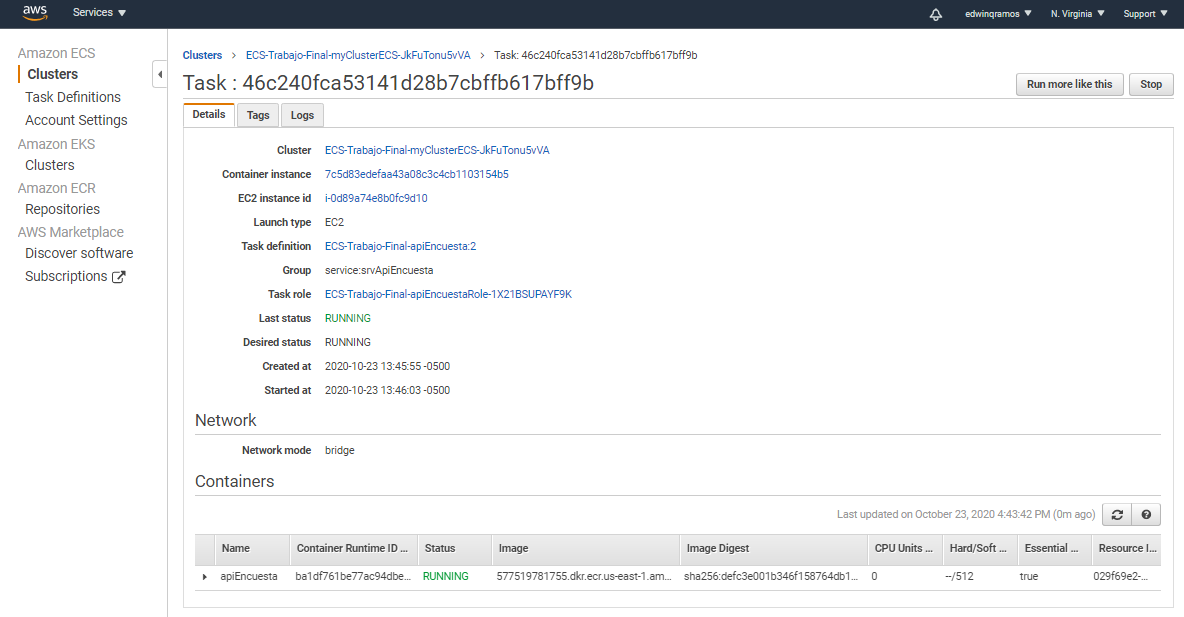 aws
Services
edwinqramos
N. Virginia
Support
Amazon ECS
Clusters
Task Definitions
Account Settings
Amazon EKS
Clusters
Amazon ECR
Repositories
AWS Marketplace
Discover software
Subscriptions
Clusters > ECS-Trabajo-Final-myClusterECS-JkFuTonu5vVA > Task: 46c240fca53141d28b7cbffb617bff9b
Task : 46c240fca53141d28b7cbffb617bff9b
Run more like this
Stop
Details
Tags
Logs
Cluster ECS-Trabajo-Final-myClusterECS-JkFuTonu5vVA
Container instance 7c5d83edefaa43a08c3c4cb1103154b5
EC2 instance id i-0d89a74e8b0fc9d10
Launch type EC2
Task definition ECS-Trabajo-Final-apiEncuesta:2
Group service:srvApiEncuesta
Task role ECS-Trabajo-Final-apiEncuestaRole-1X21BSUPAYF9K
Last status RUNNING
Desired status RUNNING
Created at 2020-10-23 13:45:55 -0500
Started at 2020-10-23 13:46:03 -0500
Network
Network mode bridge
Containers
Last updated on October 23, 2020 4:43:42 PM (0m ago)
Name Container Runtime ID ... Status Image Image Digest CPU Units ... Hard/Soft ... Essential ... Resource I...
apiEncuesta ba1df761be77ac94dbe... RUNNING 577519781755.dkr.ecr.us-east-1.am... sha256:defc3e001b346f158764db1... 0 --/512 true 029f69e2-...